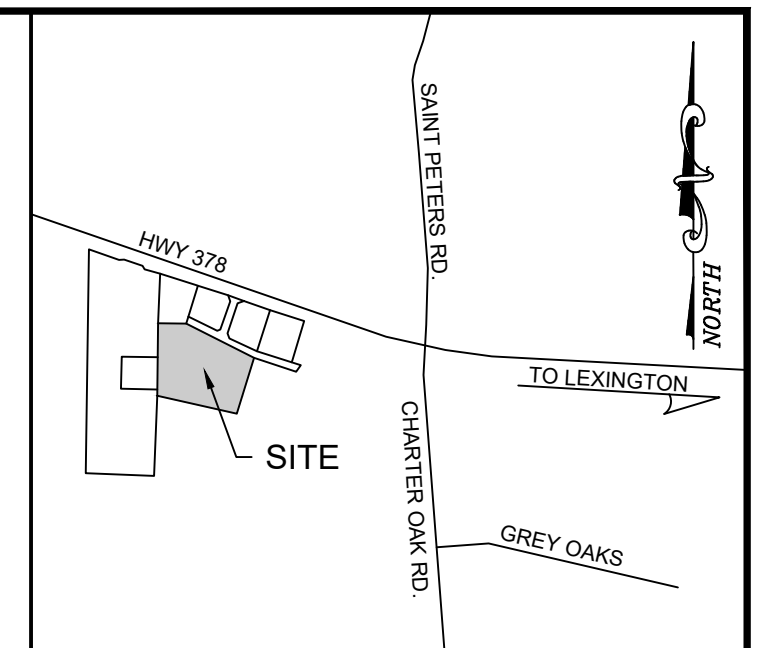 SAINT PETERS RD.
HWY 378
NORTH
TO LEXINGTON
SITE
CHARTER OAK RD.
GREY OAKS